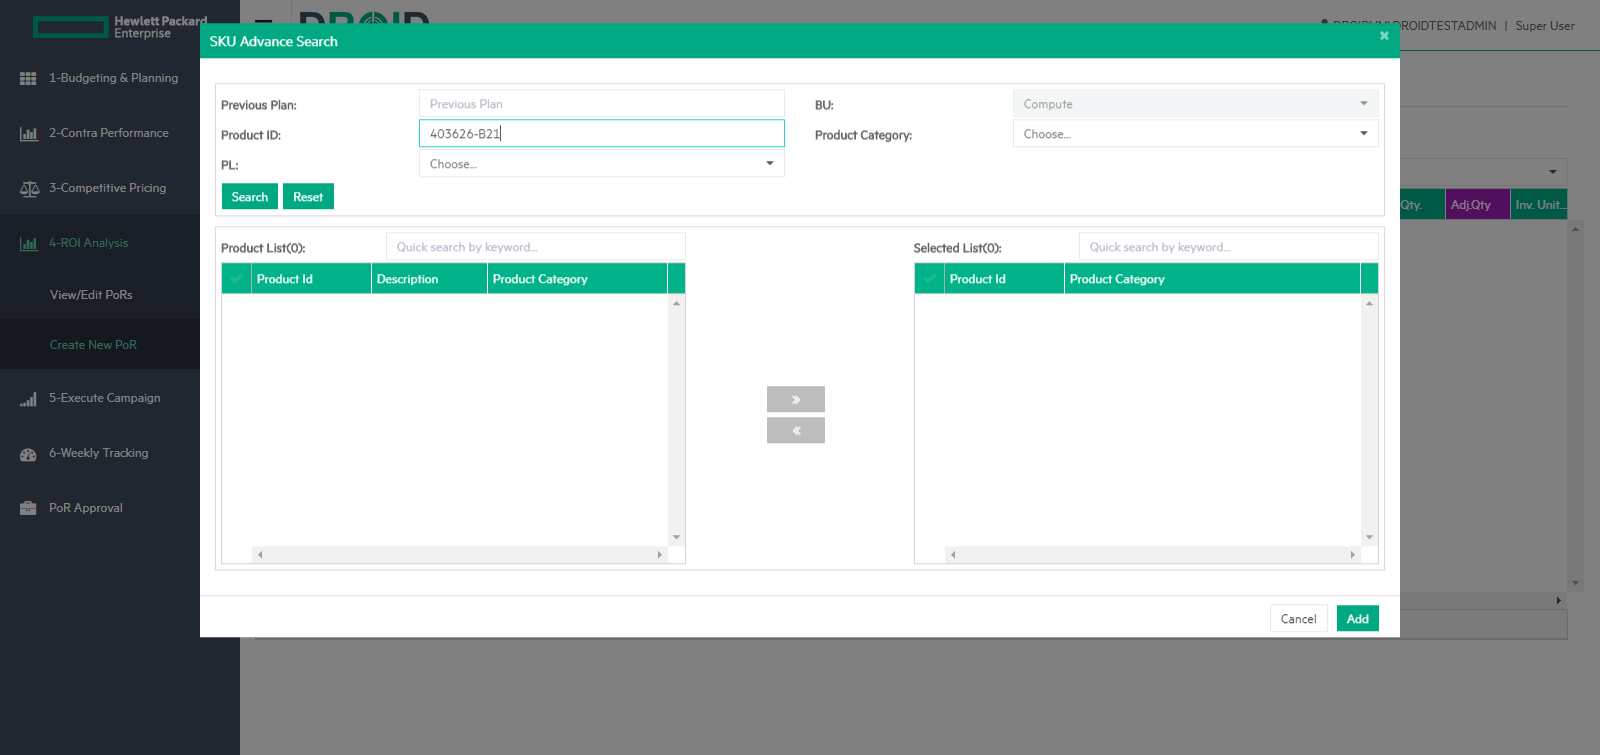 Hewlett Packard
Enterprise
DROID
DROIDVM\DROIDTESTADMIN | Super User
SKU Advance Search
×
1-Budgeting & Planning
2-Contra Performance
3-Competitive Pricing
4-ROI Analysis
View/Edit PoRs
Create New PoR
5-Execute Campaign
6-Weekly Tracking
PoR Approval
Previous Plan:
Previous Plan
BU:
Compute
Product ID:
403626-B21
Product Category:
Choose...
PL:
Choose...
Search
Reset
Product List(0):
Quick search by keyword...
Selected List(0):
Quick search by keyword...
Product Id
Description
Product Category
Product Id
Product Category
Qty.
Adj.Qty
Inv. Unit...
Cancel
Add